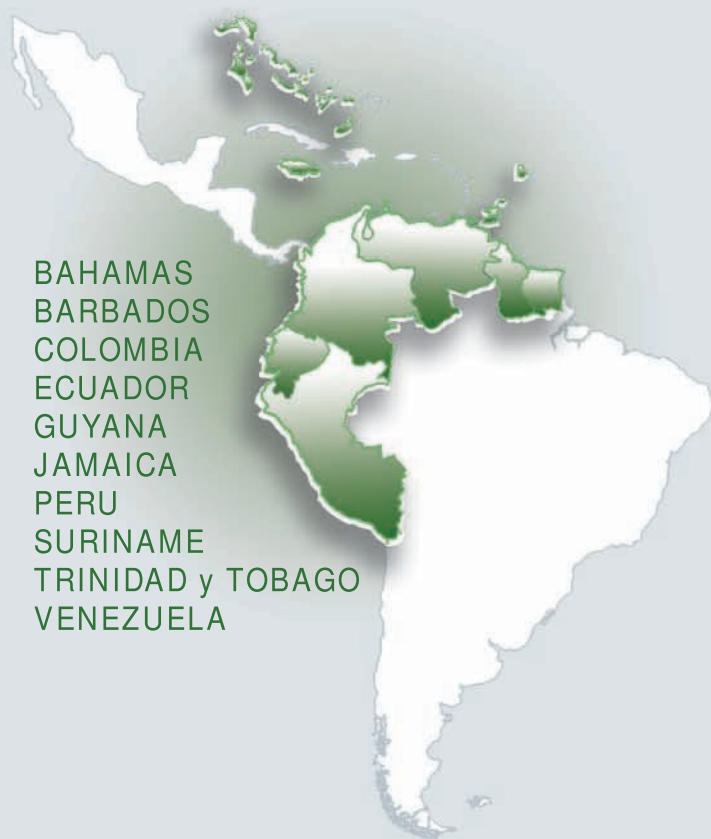 BAHAMAS
BARBADOS
COLOMBIA
ECUADOR
GUYANA
JAMAICA
PERU
SURINAME
TRINIDAD y TOBAGO
VENEZUELA